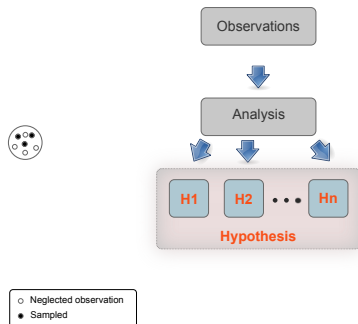 Observations
Analysis
H1 H2 ••• Hn
Hypothesis
Neglected observation
Sampled